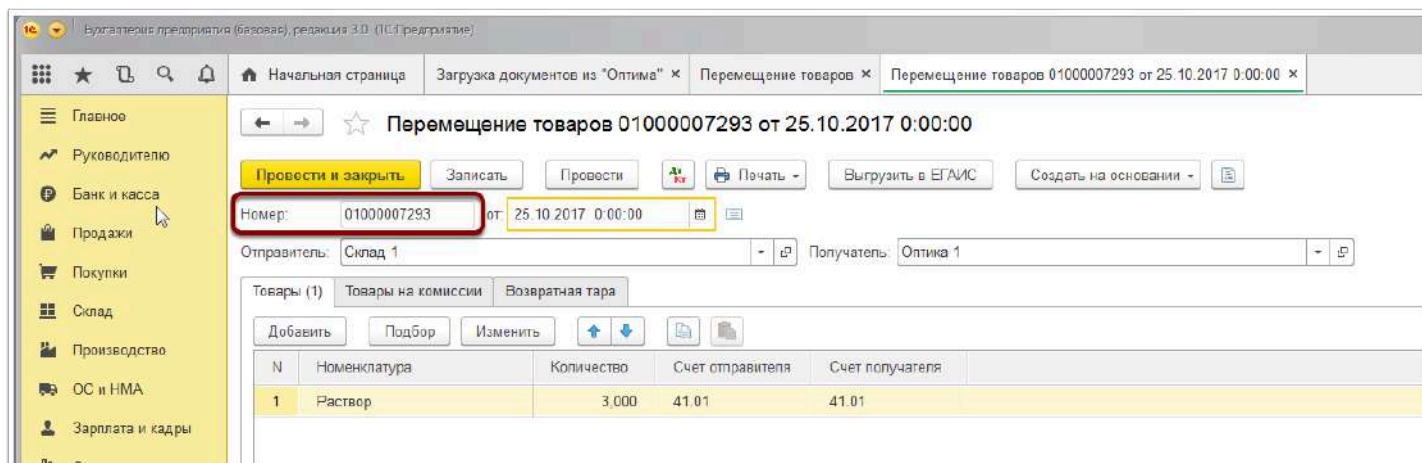 1С Бухгалтерия предприятия (базовая), редакция 3.0 (1С:Предприятие)
Начальная страница Загрузка документов из "Оптима" × Перемещение товаров × Перемещение товаров 01000007293 от 25.10.2017 0:00:00 ×
Главное
Перемещение товаров 01000007293 от 25.10.2017 0:00:00
Руководителю
Провести и закрыть Записать Провести Дт Кт Печать Выгрузить в ЕГАИС Создать на основании
Банк и касса
Номер: 01000007293 от: 25.10.2017 0:00:00
Продажи
Отправитель: Склад 1 Получатель: Оптика 1
Покупки
Товары (1) Товары на комиссии Возвратная тара
Склад
Добавить Подбор Изменить
Производство
N Номенклатура Количество Счет отправителя Счет получателя
ОС и НМА
1 Раствор 3,000 41.01 41.01
Зарплата и кадры